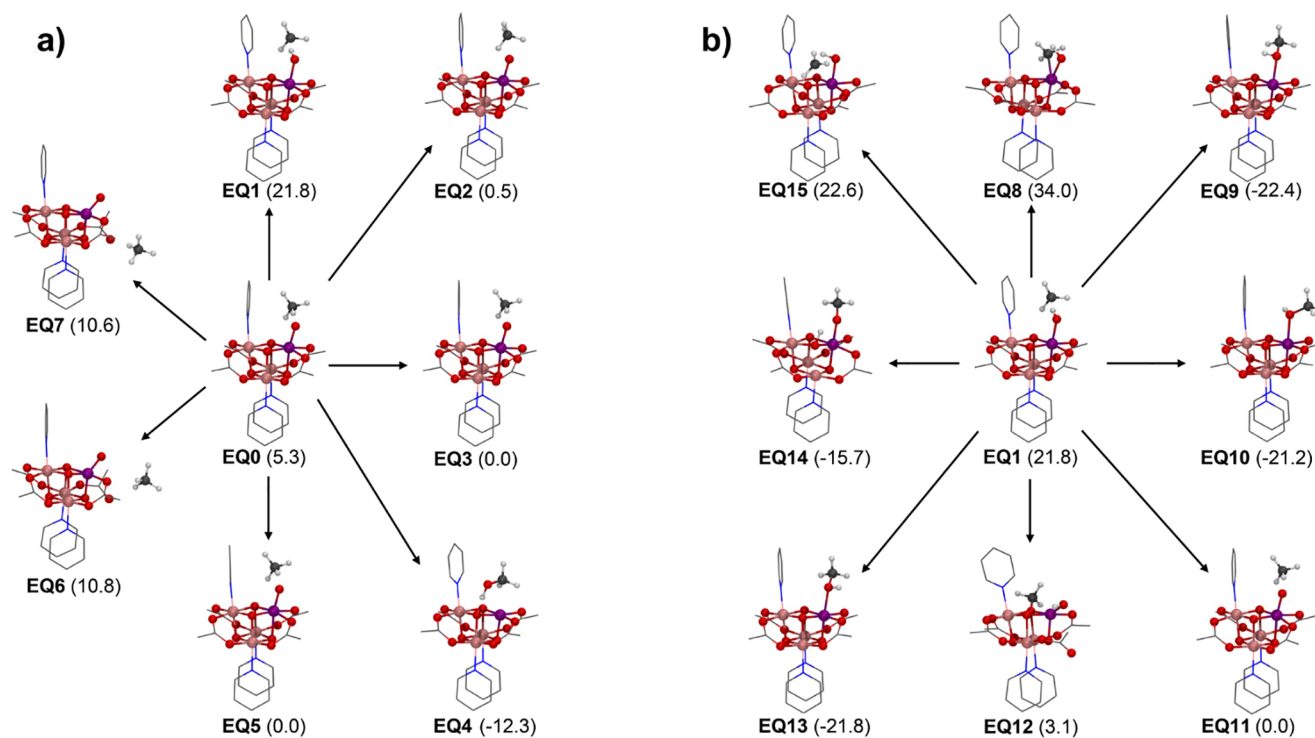 a)
EQ1 (21.8)
EQ2 (0.5)
EQ7 (10.6)
EQ0 (5.3)
EQ3 (0.0)
EQ6 (10.8)
EQ5 (0.0)
EQ4 (-12.3)
b)
EQ15 (22.6)
EQ8 (34.0)
EQ9 (-22.4)
EQ14 (-15.7)
EQ1 (21.8)
EQ10 (-21.2)
EQ13 (-21.8)
EQ12 (3.1)
EQ11 (0.0)